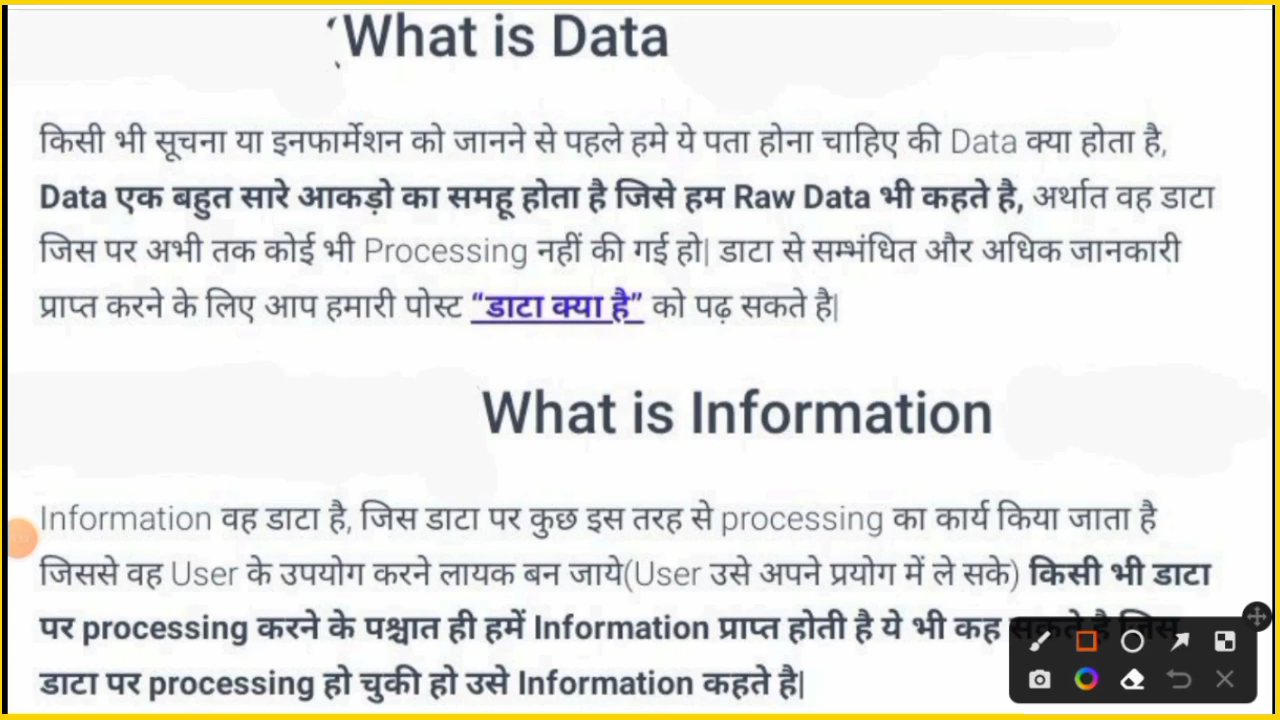 What is Data
किसी भी सूचना या इनफार्मेशन को जानने से पहले हमे ये पता होना चाहिए की Data क्या होता है,
Data एक बहुत सारे आकड़ो का समहू होता है जिसे हम Raw Data भी कहते है, अर्थात वह डाटा
जिस पर अभी तक कोई भी Processing नहीं की गई हो| डाटा से सम्भंधित और अधिक जानकारी
प्राप्त करने के लिए आप हमारी पोस्ट “डाटा क्या है” को पढ़ सकते है|
What is Information
Information वह डाटा है, जिस डाटा पर कुछ इस तरह से processing का कार्य किया जाता है
जिससे वह User के उपयोग करने लायक बन जाये(User उसे अपने प्रयोग में ले सके) किसी भी डाटा
पर processing करने के पश्चात ही हमें Information प्राप्त होती है ये भी कह सकते है जिस
डाटा पर processing हो चुकी हो उसे Information कहते है|